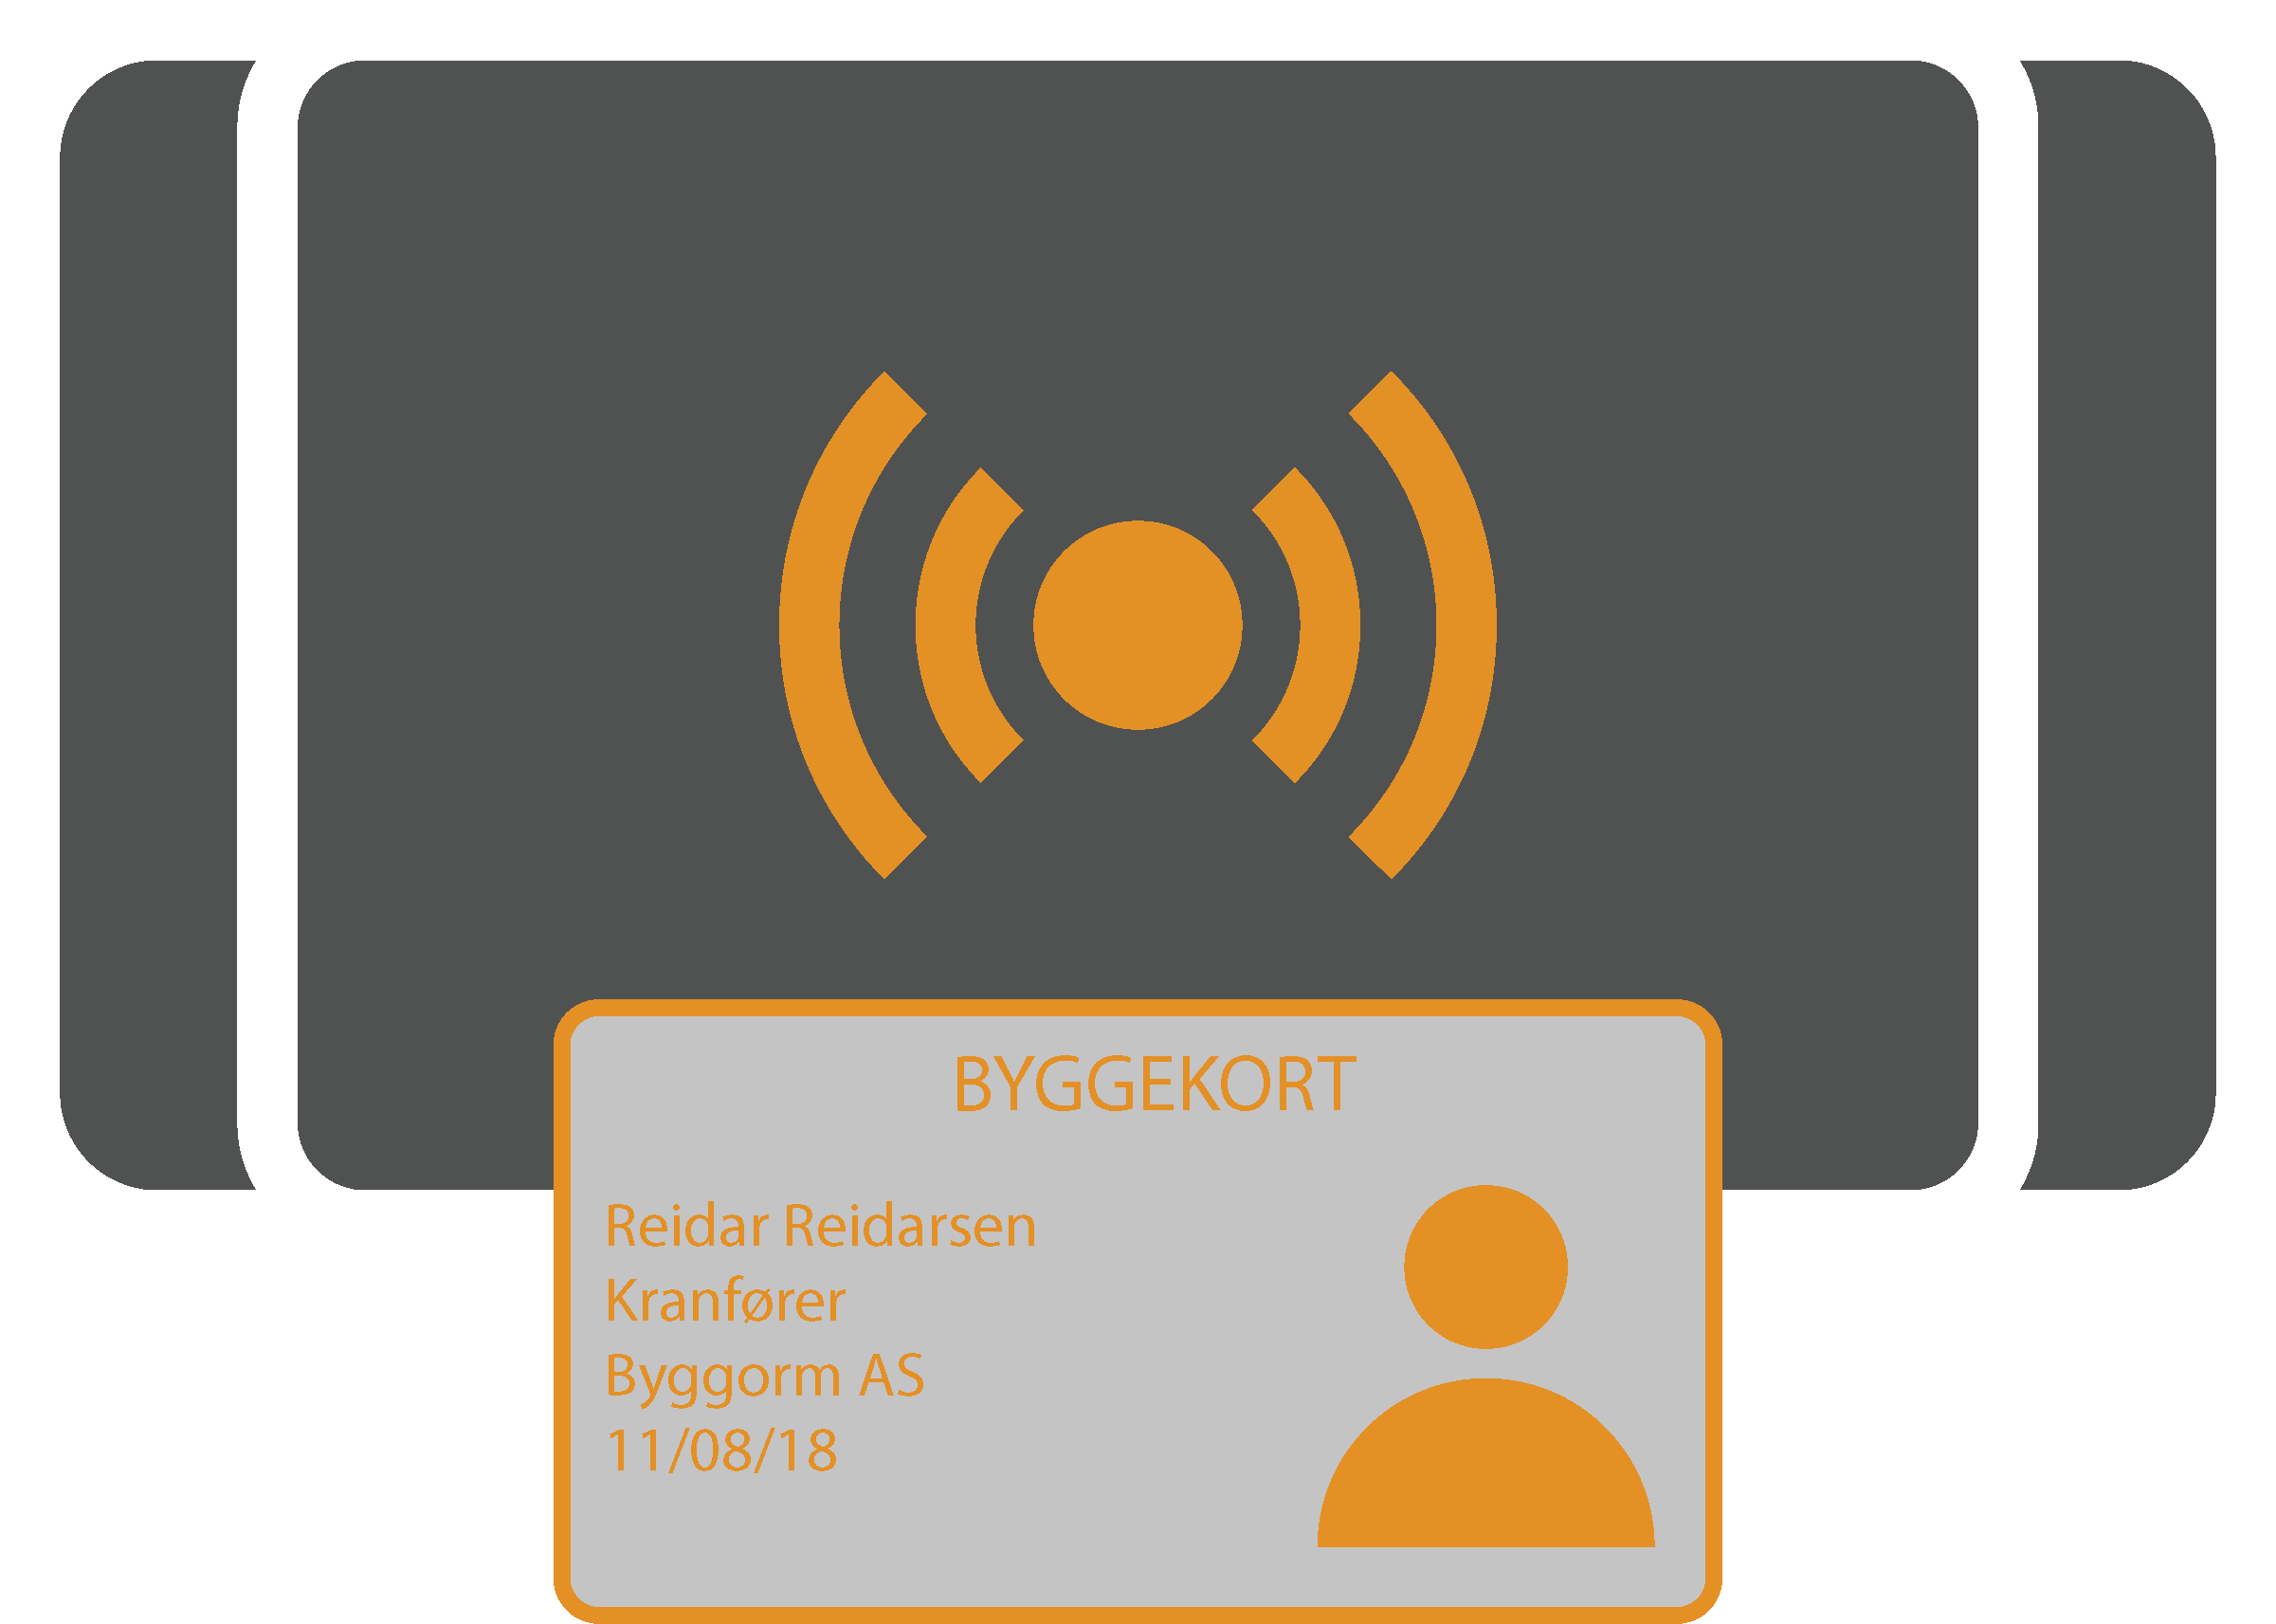 BYGGEKORT
Reidar Reidarsen
Kranfører
Byggorm AS
11/08/18